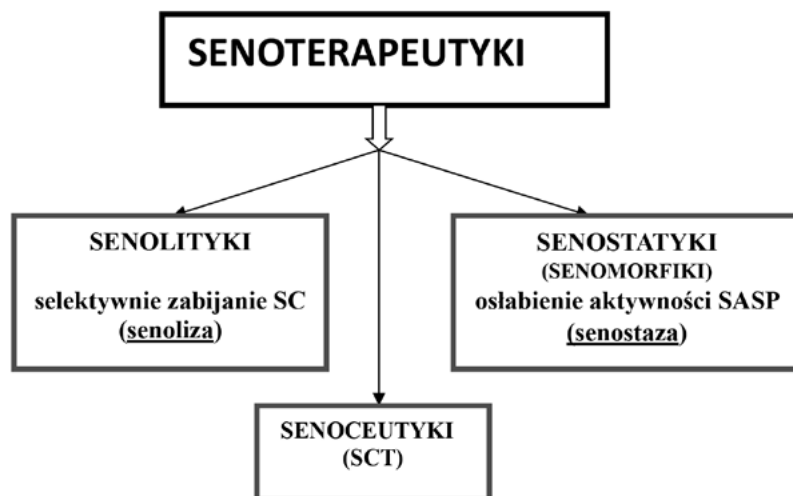 SENOTERAPEUTYKI
SENOLITYKI
selektywnie zabijanie SC
(senoliza)
SENOSTATYKI
(SENOMORFIKI)
osłabienie aktywności SASP
(senostaza)
SENOCEUTYKI
(SCT)